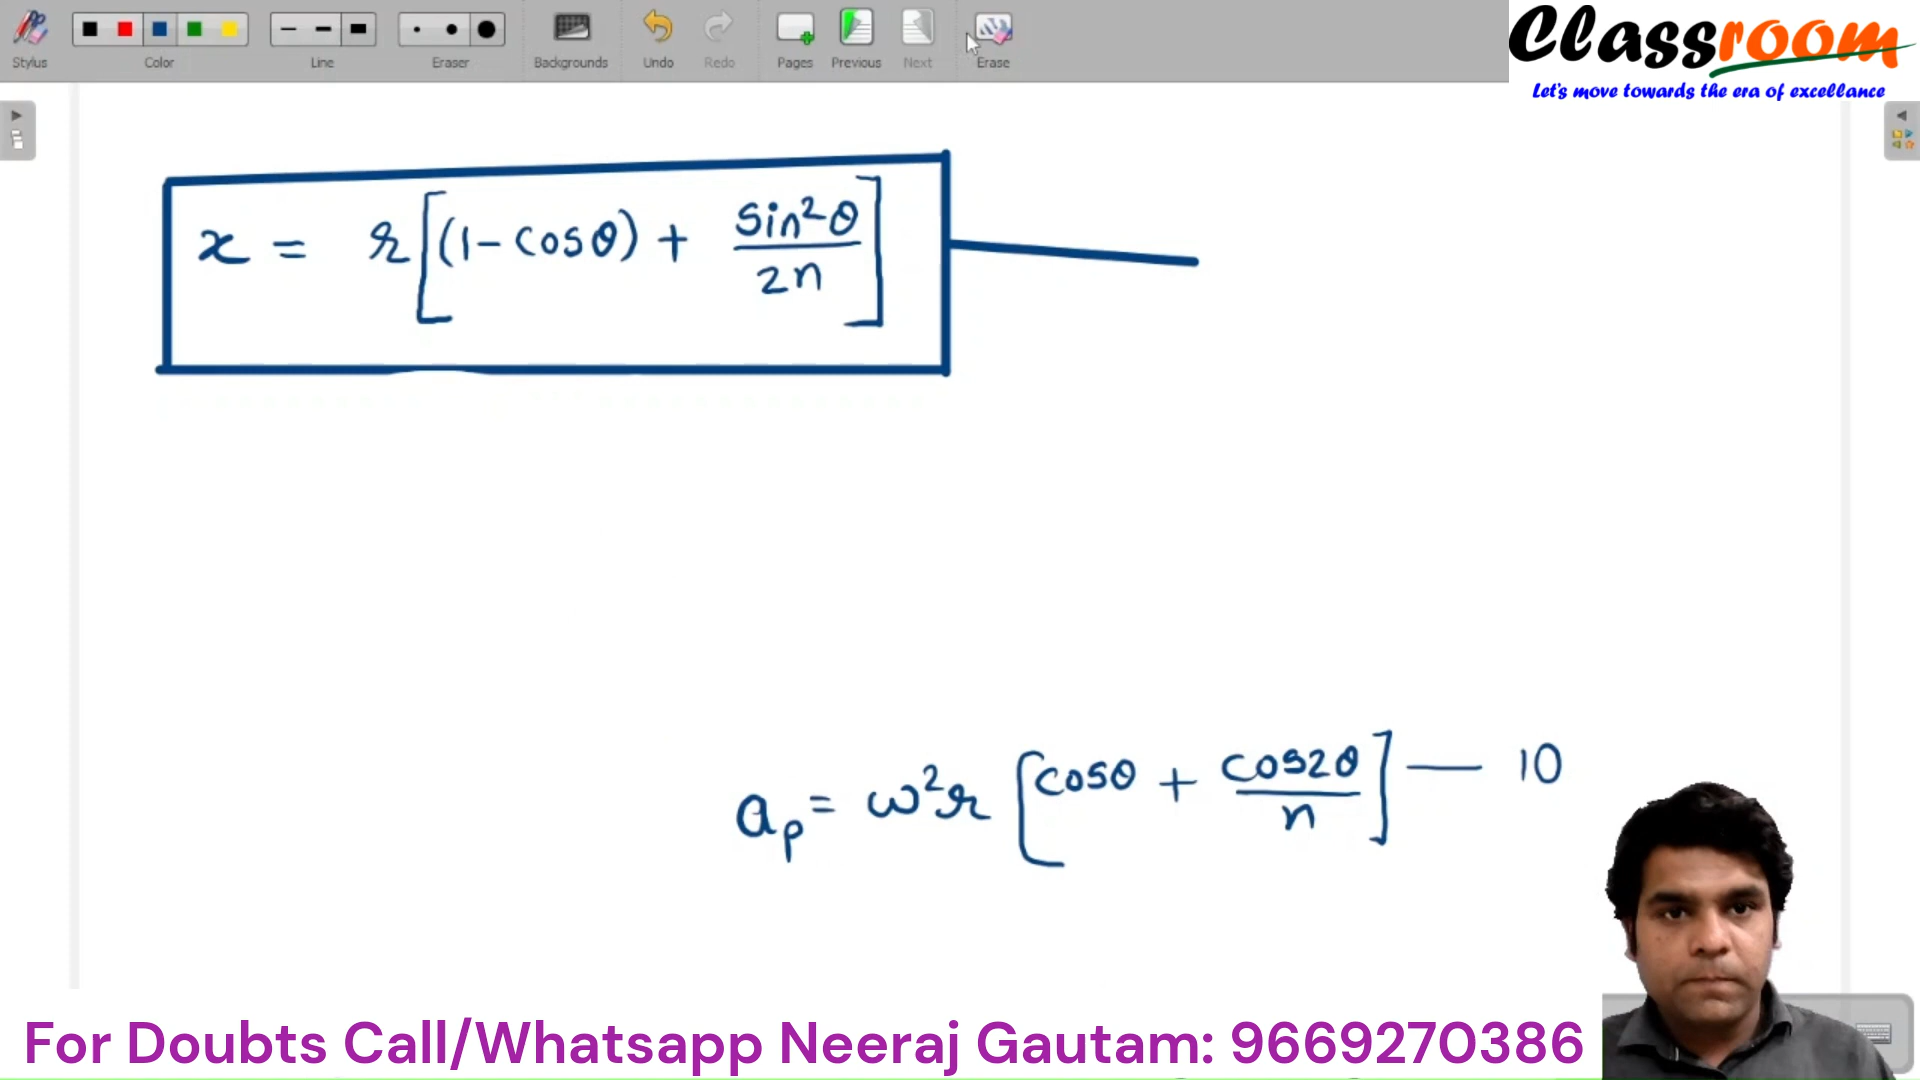 Stylus
Color
Line
Eraser
Backgrounds
Undo
Redo
Pages
Previous
Next
Erase
Classroom
Let's move towards the era of excellance
x = r[(1-cosθ) + sin²θ/2n]
aₚ = ω²r [cosθ + cos2θ/n] — 10
For Doubts Call/Whatsapp Neeraj Gautam: 9669270386